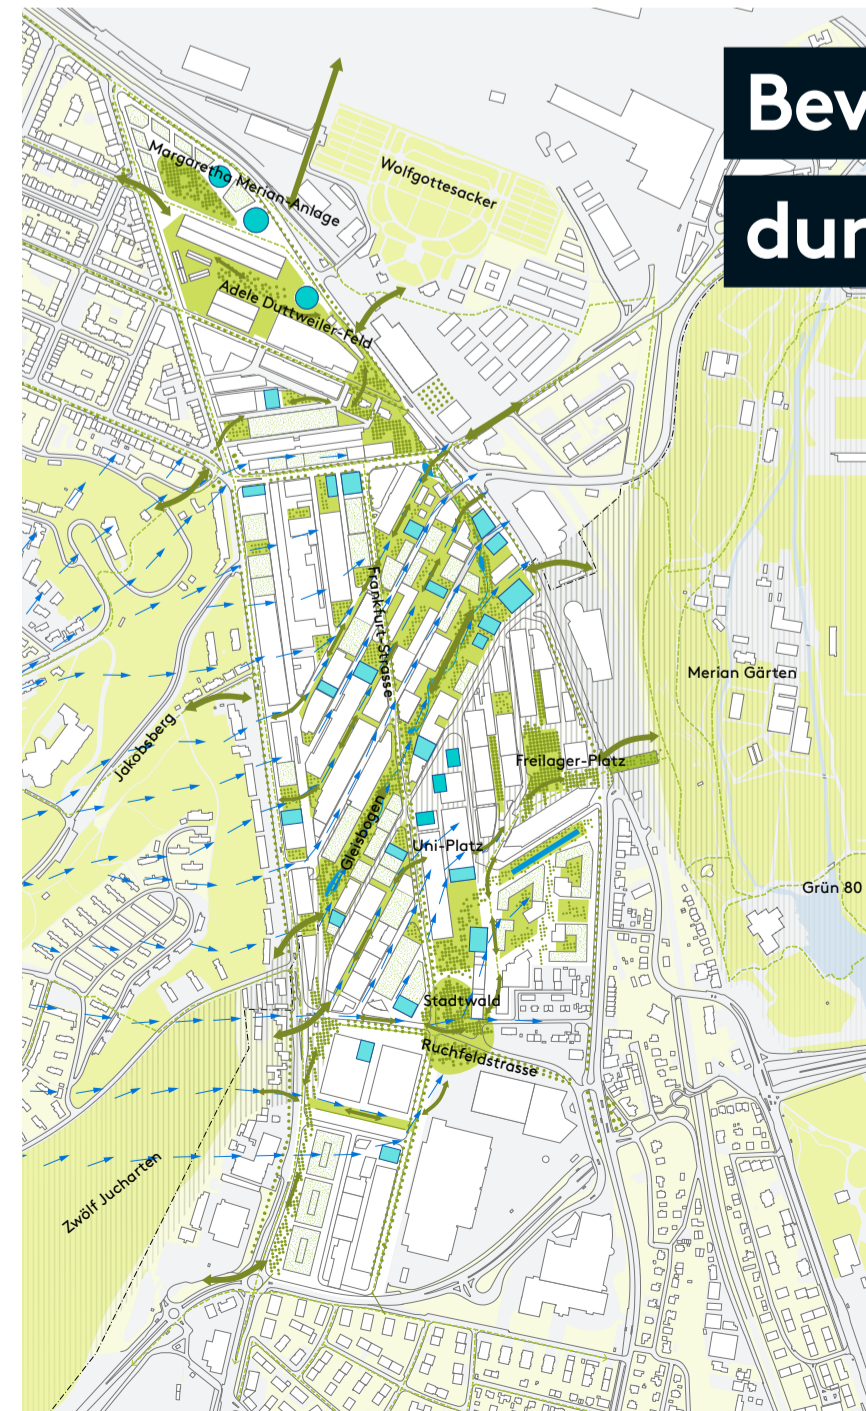 Bev
dur
Margaretha Merian-Anlage
Wolfgottesacker
Adele Duttweiler-Feld
Frankfurt-Strasse
Merian Gärten
Jakobsberg
Freilager-Platz
Gleisbogen
Uni-Platz
Grün 80
Stadtwald
Ruchfeldstrasse
Zwölf Jucharten